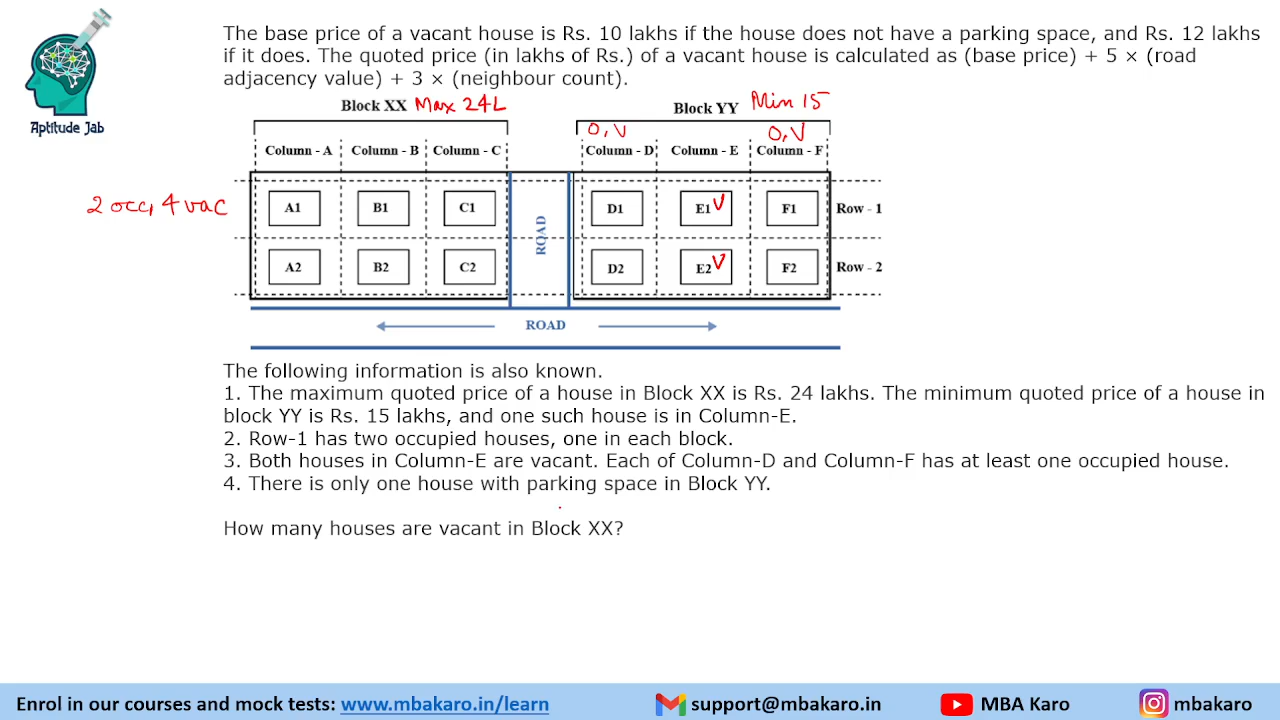 The base price of a vacant house is Rs. 10 lakhs if the house does not have a parking space, and Rs. 12 lakhs
if it does. The quoted price (in lakhs of Rs.) of a vacant house is calculated as (base price) + 5 × (road
adjacency value) + 3 × (neighbour count).
Aptitude Jab
Block XX Max 24L Block YY Min 15
O, V O, V
Column - A Column - B Column - C Column - D Column - E Column - F
2 occ, 4 vac A1 B1 C1 ROAD D1 E1 V F1 Row - 1
A2 B2 C2 D2 E2 V F2 Row - 2
ROAD
The following information is also known.
1. The maximum quoted price of a house in Block XX is Rs. 24 lakhs. The minimum quoted price of a house in
block YY is Rs. 15 lakhs, and one such house is in Column-E.
2. Row-1 has two occupied houses, one in each block.
3. Both houses in Column-E are vacant. Each of Column-D and Column-F has at least one occupied house.
4. There is only one house with parking space in Block YY.
How many houses are vacant in Block XX?
Enrol in our courses and mock tests: www.mbakaro.in/learn support@mbakaro.in MBA Karo mbakaro